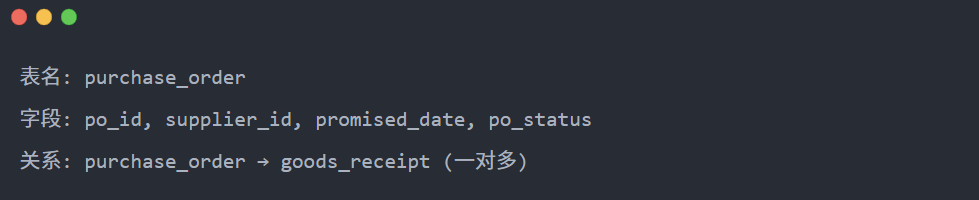 表名: purchase_order
字段: po_id, supplier_id, promised_date, po_status
关系: purchase_order → goods_receipt (一对多)